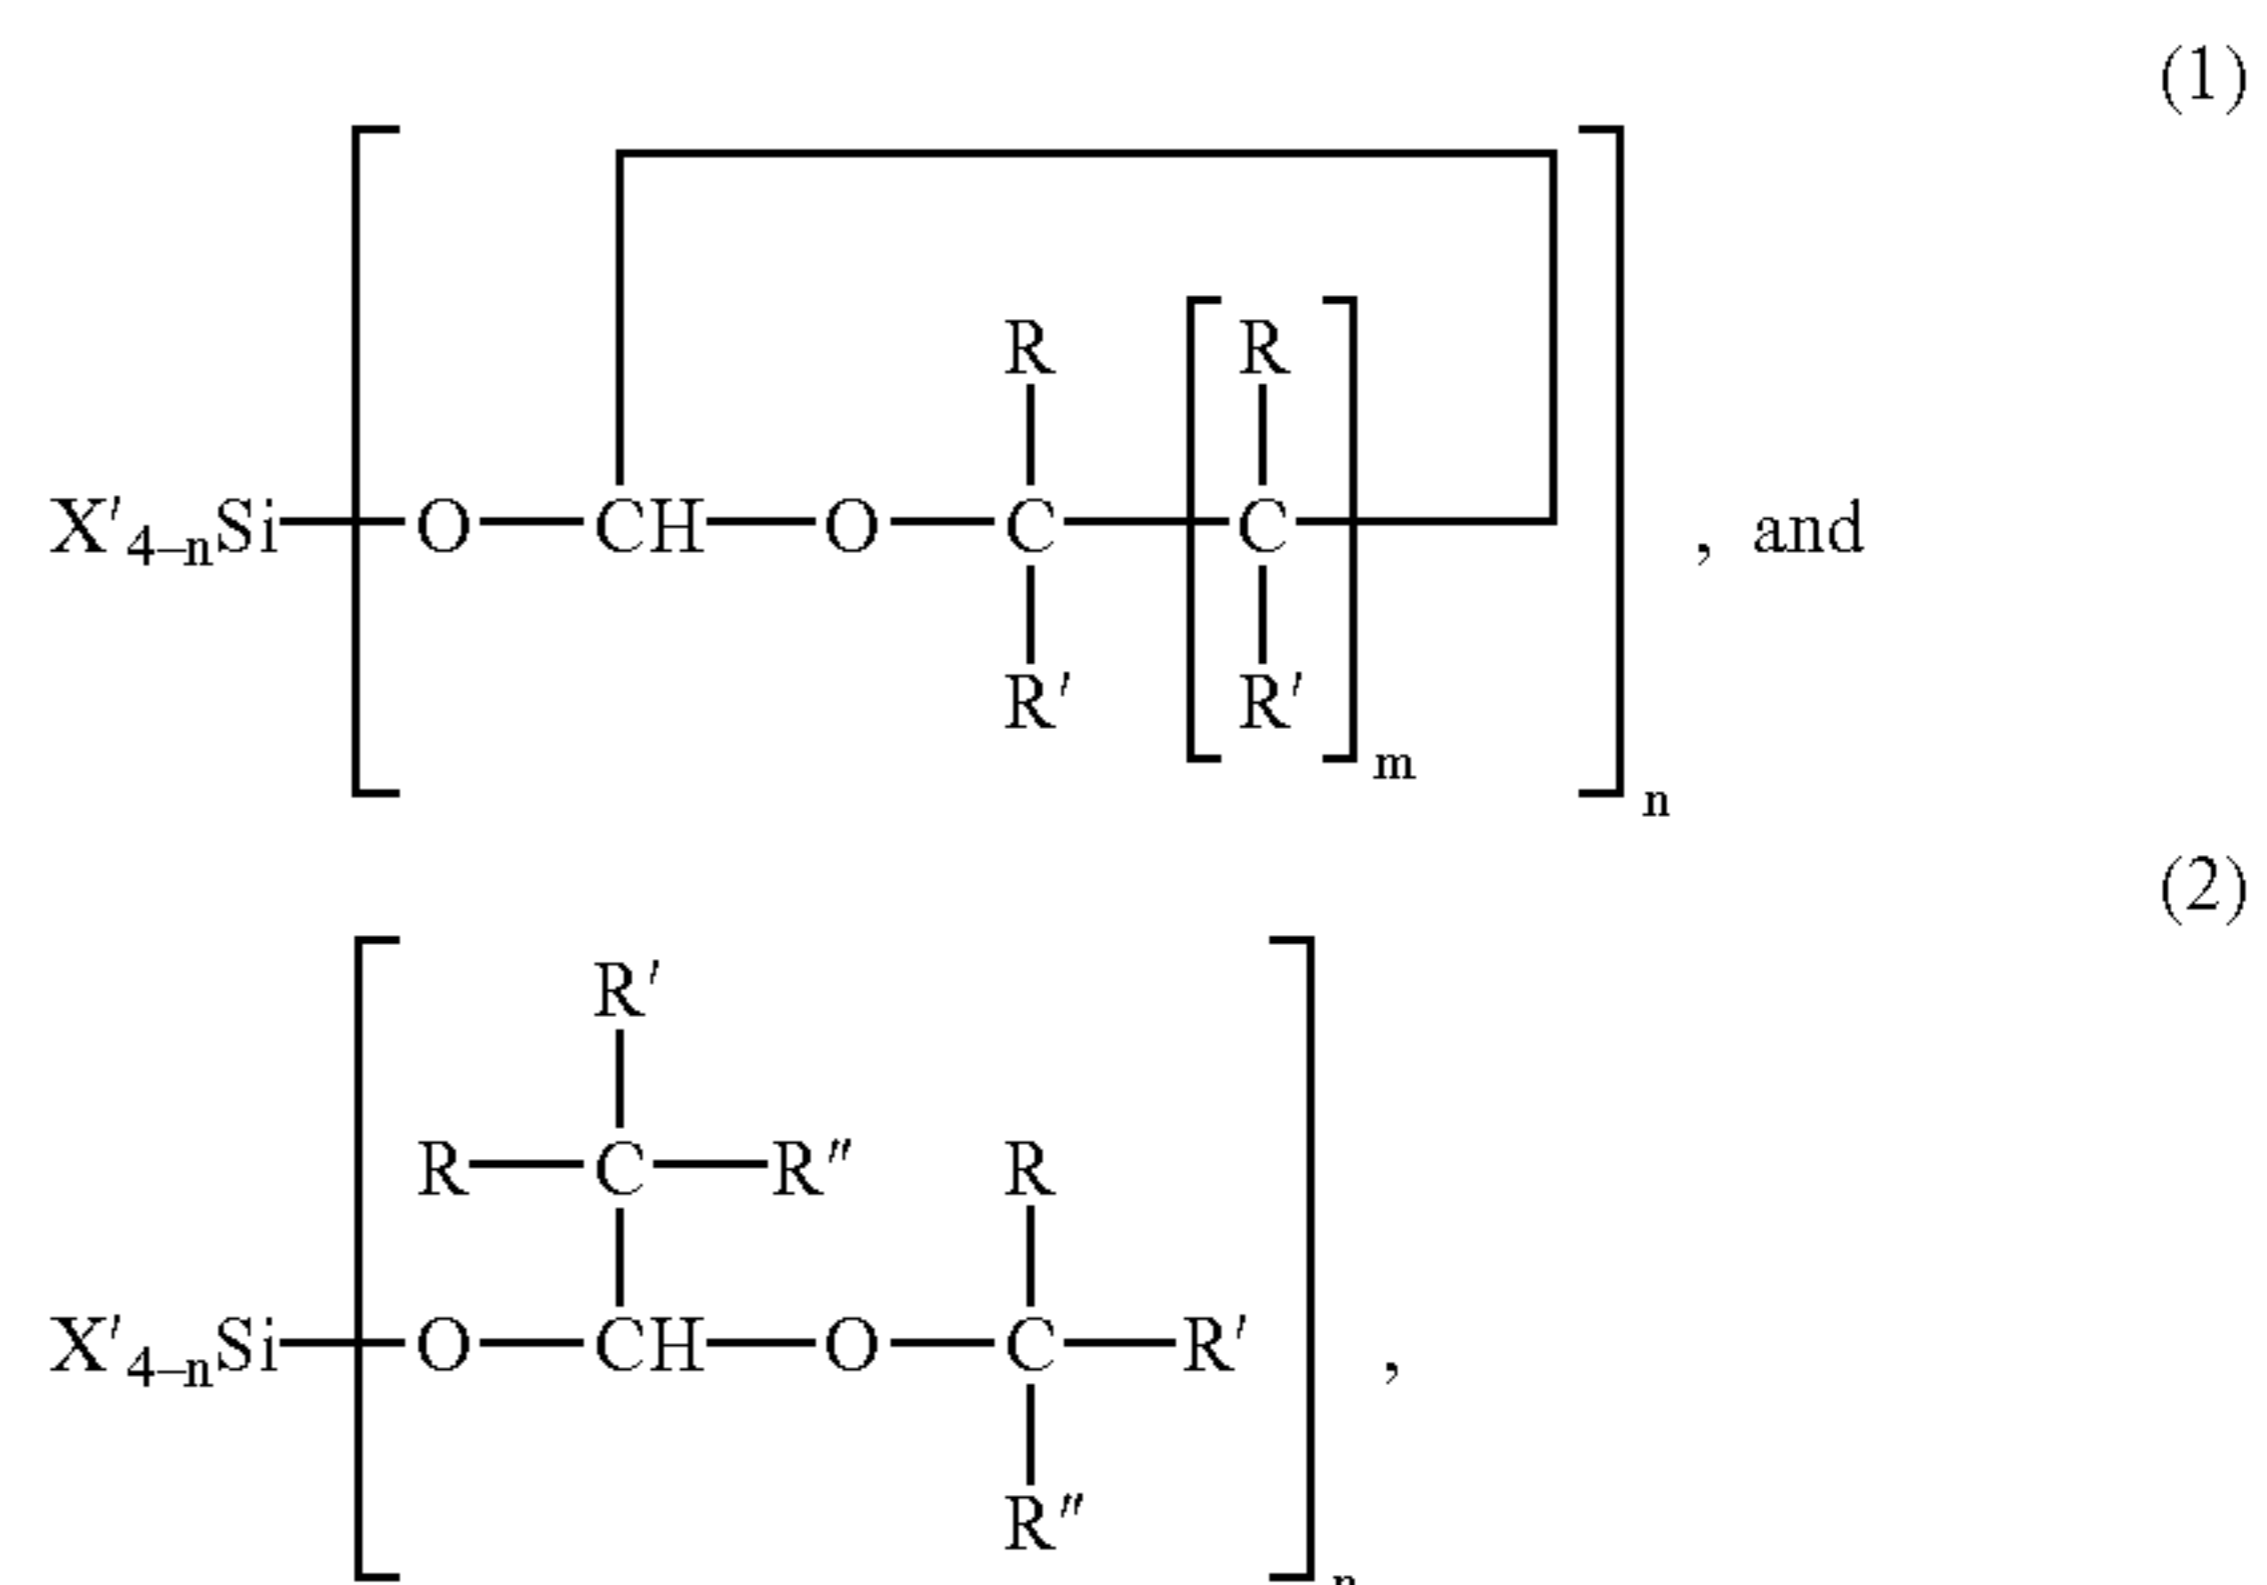 (1)
R R
X′4–nSi O CH O C C , and
R′ R′
m
n
(2)
R′
R C R″ R
X′4–nSi O CH O C R′ ,
R″
n